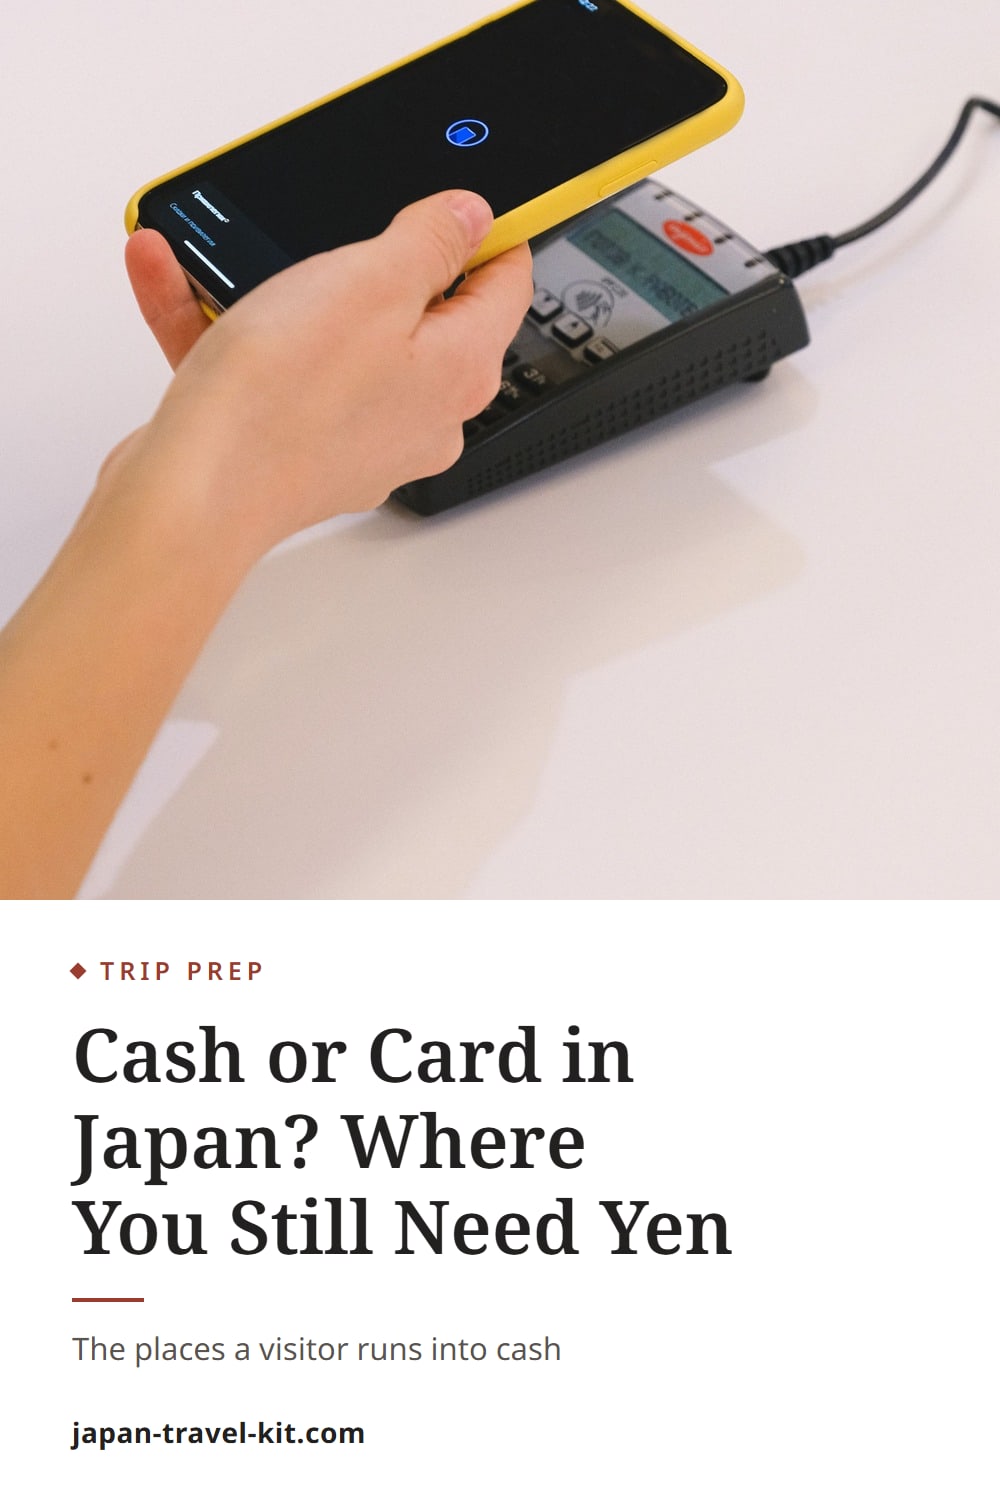 TRIP PREP
Cash or Card in
Japan? Where
You Still Need Yen
The places a visitor runs into cash
japan-travel-kit.com